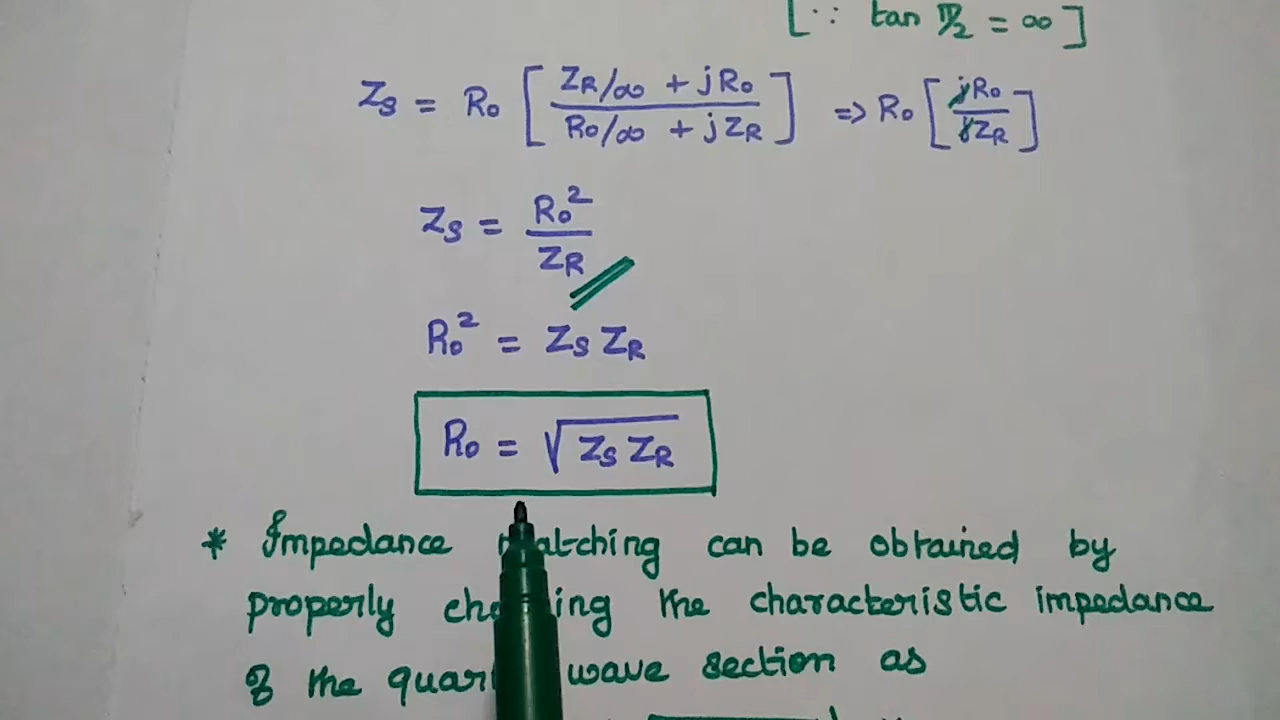 [∵ tan π/2 = ∞]
Zs = R₀ [ (ZR/∞ + jR₀) / (R₀/∞ + jZR) ] => R₀ [ jR₀ / jZR ]
Zs = R₀² / ZR
R₀² = Zs ZR
R₀ = √(Zs ZR)
* Impedance can be obtained by
properly the characteristic impedance
of the wave section as